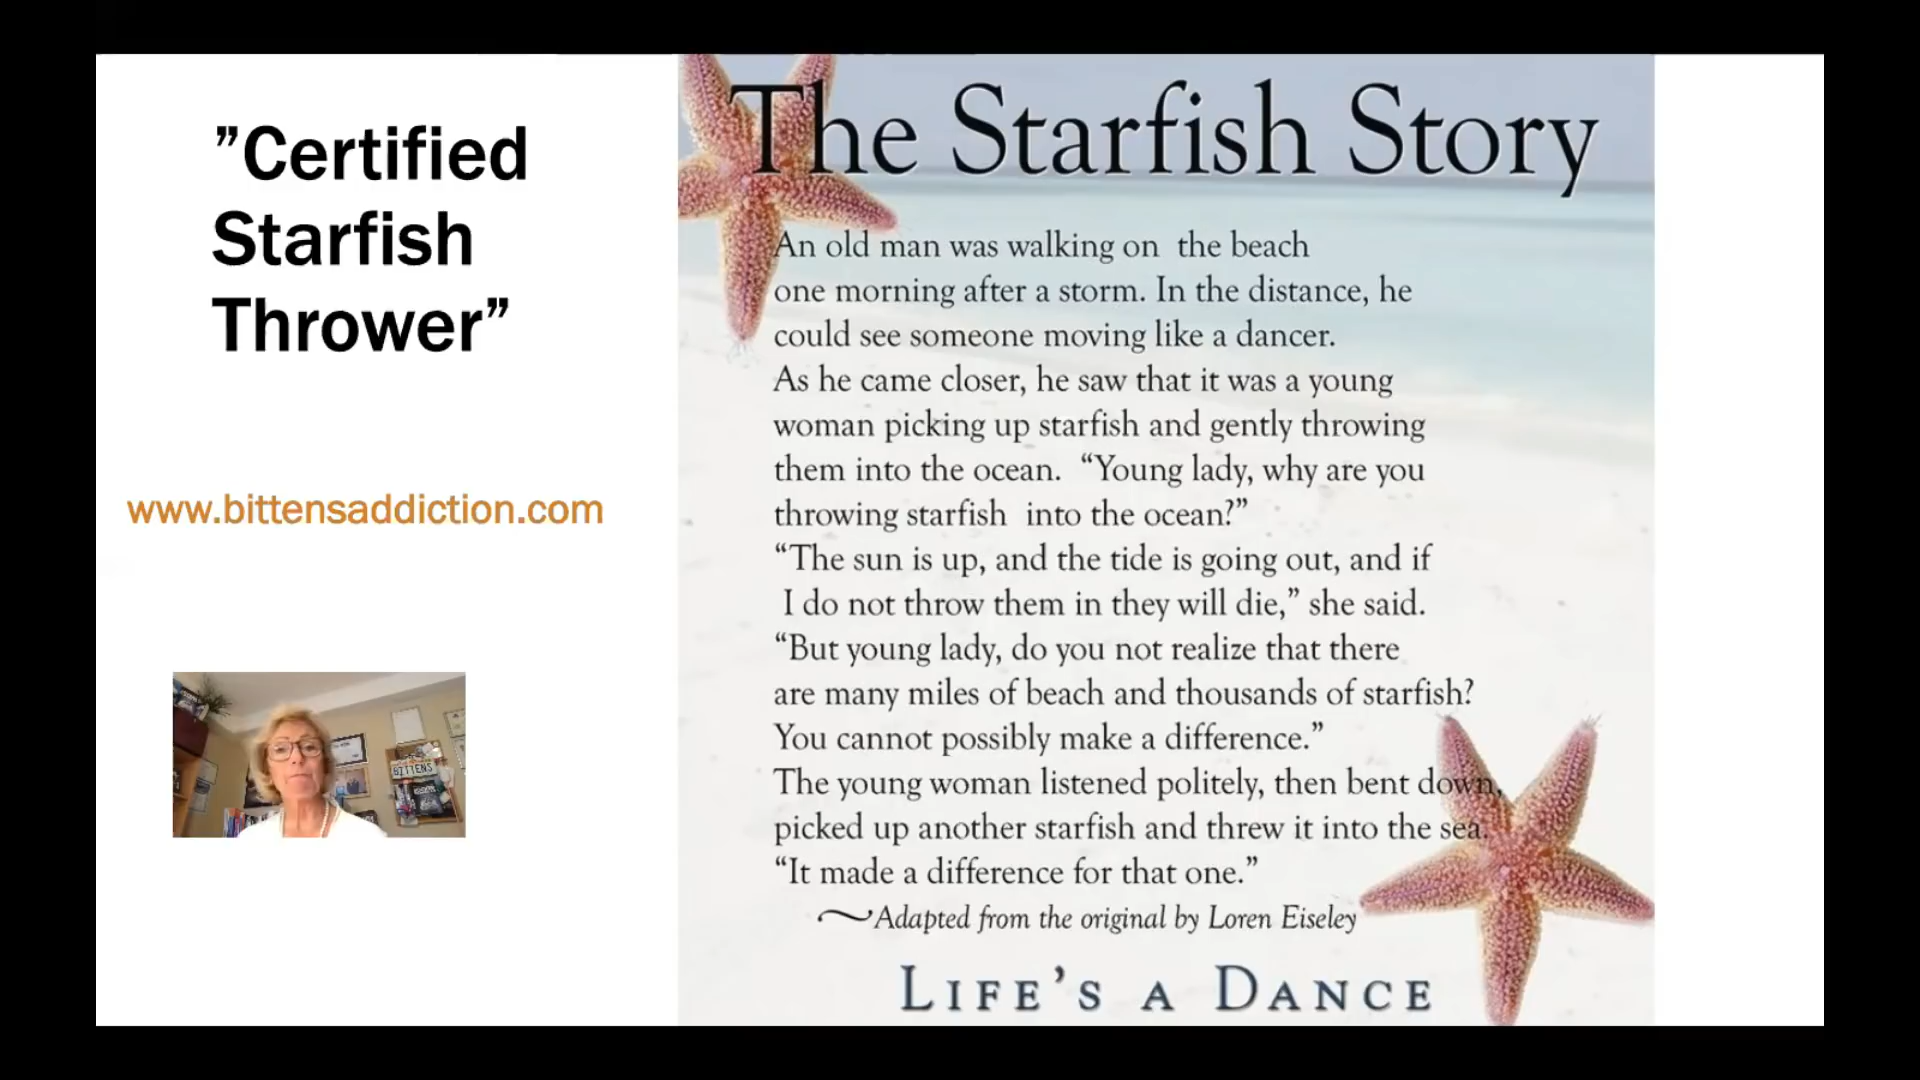 ”Certified
Starfish
Thrower”
www.bittensaddiction.com
BITTENS
The Starfish Story
An old man was walking on the beach
one morning after a storm. In the distance, he
could see someone moving like a dancer.
As he came closer, he saw that it was a young
woman picking up starfish and gently throwing
them into the ocean. “Young lady, why are you
throwing starfish into the ocean?”
“The sun is up, and the tide is going out, and if
I do not throw them in they will die,” she said.
“But young lady, do you not realize that there
are many miles of beach and thousands of starfish?
You cannot possibly make a difference.”
The young woman listened politely, then bent down,
picked up another starfish and threw it into the sea.
“It made a difference for that one.”
~Adapted from the original by Loren Eiseley
LIFE’S A DANCE